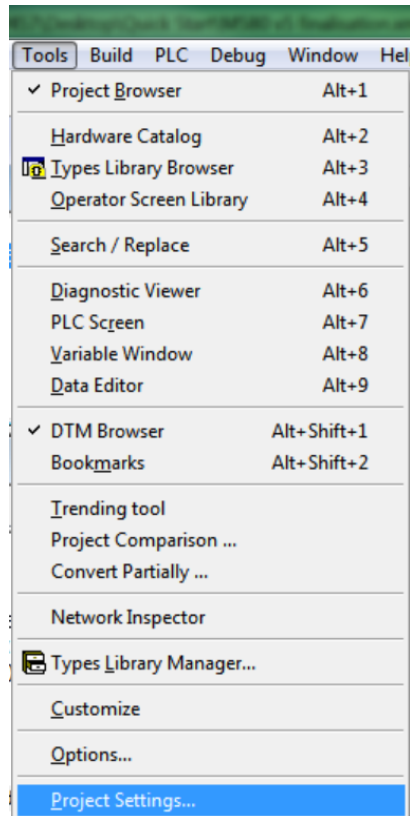 Tools Build PLC Debug Window Hel
Project Browser Alt+1
Hardware Catalog Alt+2
Types Library Browser Alt+3
Operator Screen Library Alt+4
Search / Replace Alt+5
Diagnostic Viewer Alt+6
PLC Screen Alt+7
Variable Window Alt+8
Data Editor Alt+9
DTM Browser Alt+Shift+1
Bookmarks Alt+Shift+2
Trending tool
Project Comparison ...
Convert Partially ...
Network Inspector
Types Library Manager...
Customize
Options...
Project Settings...